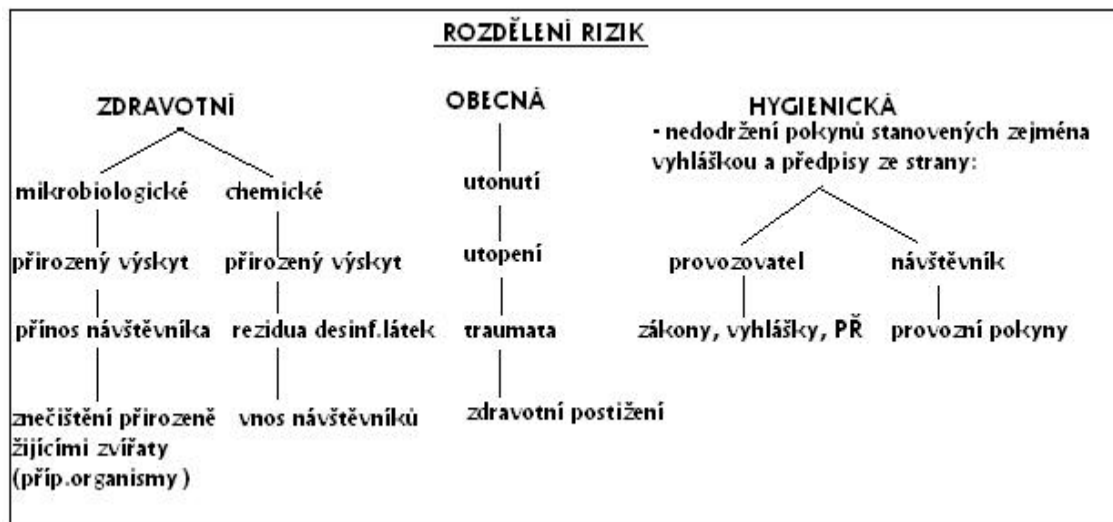 ROZDĚLENÍ RIZIK
ZDRAVOTNÍ
mikrobiologické
přirozený výskyt
přínos návštěvníka
znečištění přirozeně
žijícími zvířaty
(příp.organismy)
chemické
přirozený výskyt
rezidua desinf.látek
vnos návštěvníků
OBECNÁ
utonutí
utopení
traumata
zdravotní postižení
HYGIENICKÁ
- nedodržení pokynů stanovených zejména
vyhláškou a předpisy ze strany:
provozovatel
zákony, vyhlášky, PŘ
návštěvník
provozní pokyny